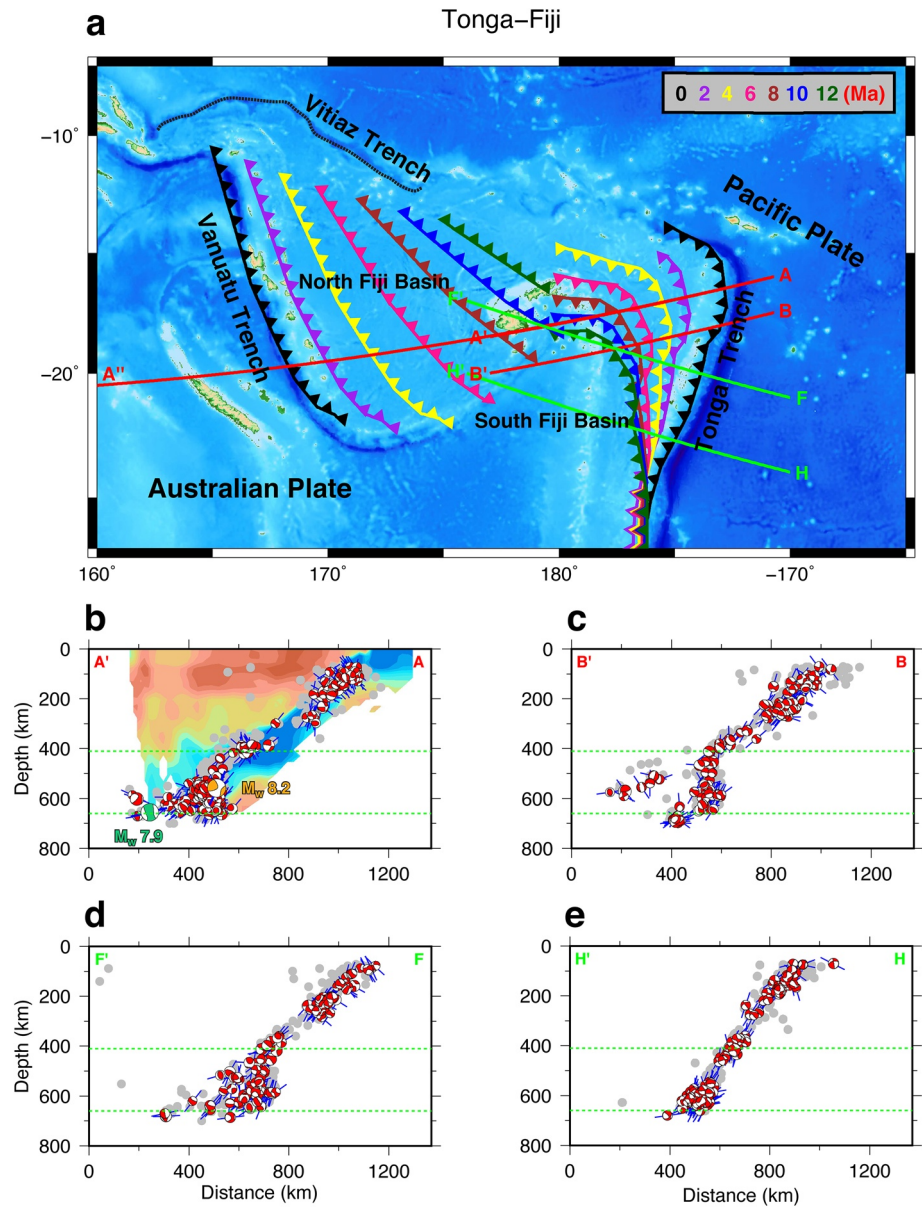 a
Tonga−Fiji
0 2 4 6 8 10 12 (Ma)
−10˚
−20˚
160˚
170˚
180˚
−170˚
Vitiaz Trench
Pacific Plate
Vanuatu Trench
North Fiji Basin
F'
A
B
A'
B'
A''
H'
Tonga Trench
F
South Fiji Basin
H
Australian Plate
b
A'
A
0
200
400
600
800
Depth (km)
Mw 8.2
Mw 7.9
0 400 800 1200
c
B'
B
0
200
400
600
800
0 400 800 1200
d
F'
F
0
200
400
600
800
Depth (km)
0 400 800 1200
Distance (km)
e
H'
H
0
200
400
600
800
0 400 800 1200
Distance (km)